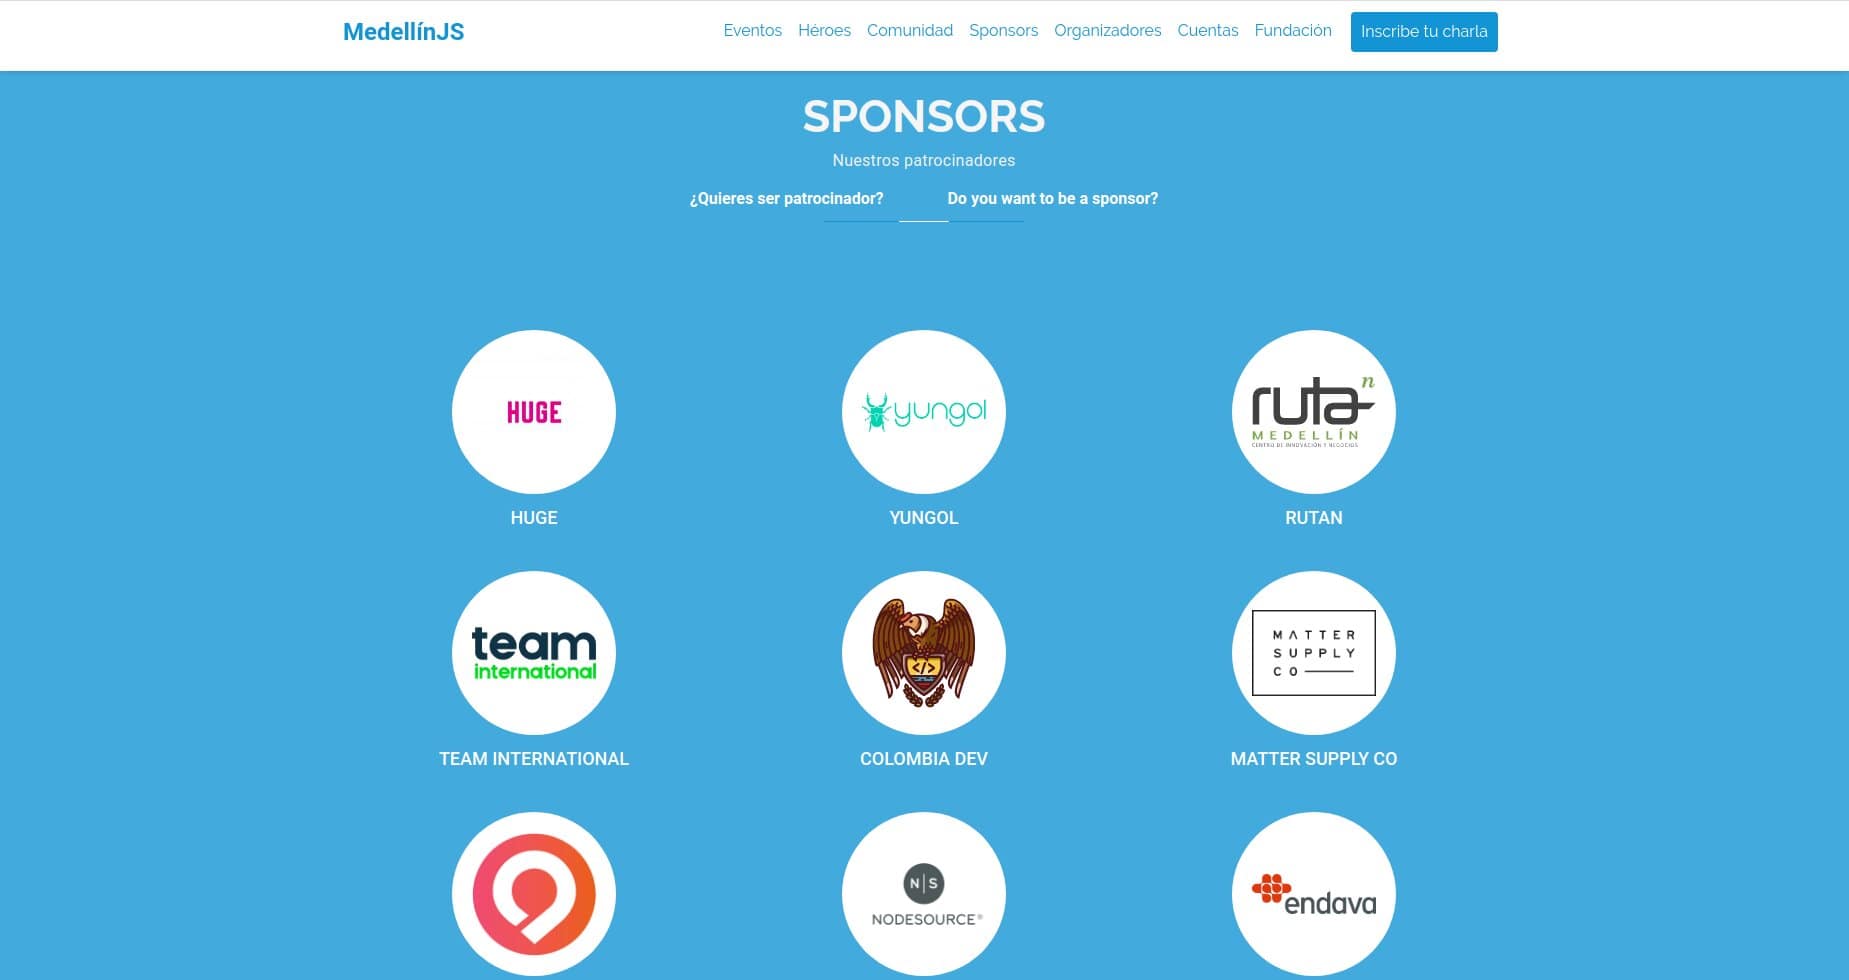 MedellínJS
Eventos Héroes Comunidad Sponsors Organizadores Cuentas Fundación Inscribe tu charla
SPONSORS
Nuestros patrocinadores
¿Quieres ser patrocinador? Do you want to be a sponsor?
HUGE
yungol
ruta n
MEDELLÍN
CENTRO DE INNOVACIÓN Y NEGOCIOS
HUGE
YUNGOL
RUTAN
team
international
</>
MATTER
SUPPLY
CO
TEAM INTERNATIONAL
COLOMBIA DEV
MATTER SUPPLY CO
N|S
NODESOURCE®
endava